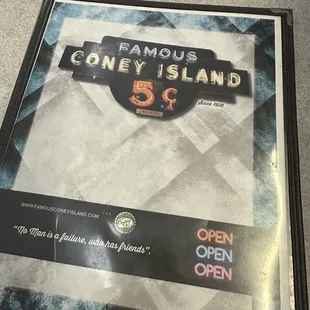 FAMOUS
CONEY ISLAND
5¢
since 1926
WWW.FAMOUSCONEYISLAND.COM
"No Man is a failure, who has friends".
OPEN
OPEN
OPEN